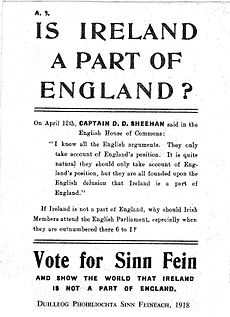 A. 3.
IS IRELAND
A PART OF
ENGLAND?
On April 12th, CAPTAIN D. D. SHEEHAN said in the
English House of Commons:
"I know all the English arguments. They only
take account of England's position. It is quite
natural they should only take account of Eng-
land's position, but they are all founded upon the
English delusion that Ireland is a part of
England."
If Ireland is not a part of England, why should Irish
Members attend the English Parliament, especially when
they are outnumbered there 6 to 1?
Vote for Sinn Fein
AND SHOW THE WORLD THAT IRELAND
IS NOT A PART OF ENGLAND.
DUILLEOG PHOIBLIOCHTA SINN FEINEACH, 1918